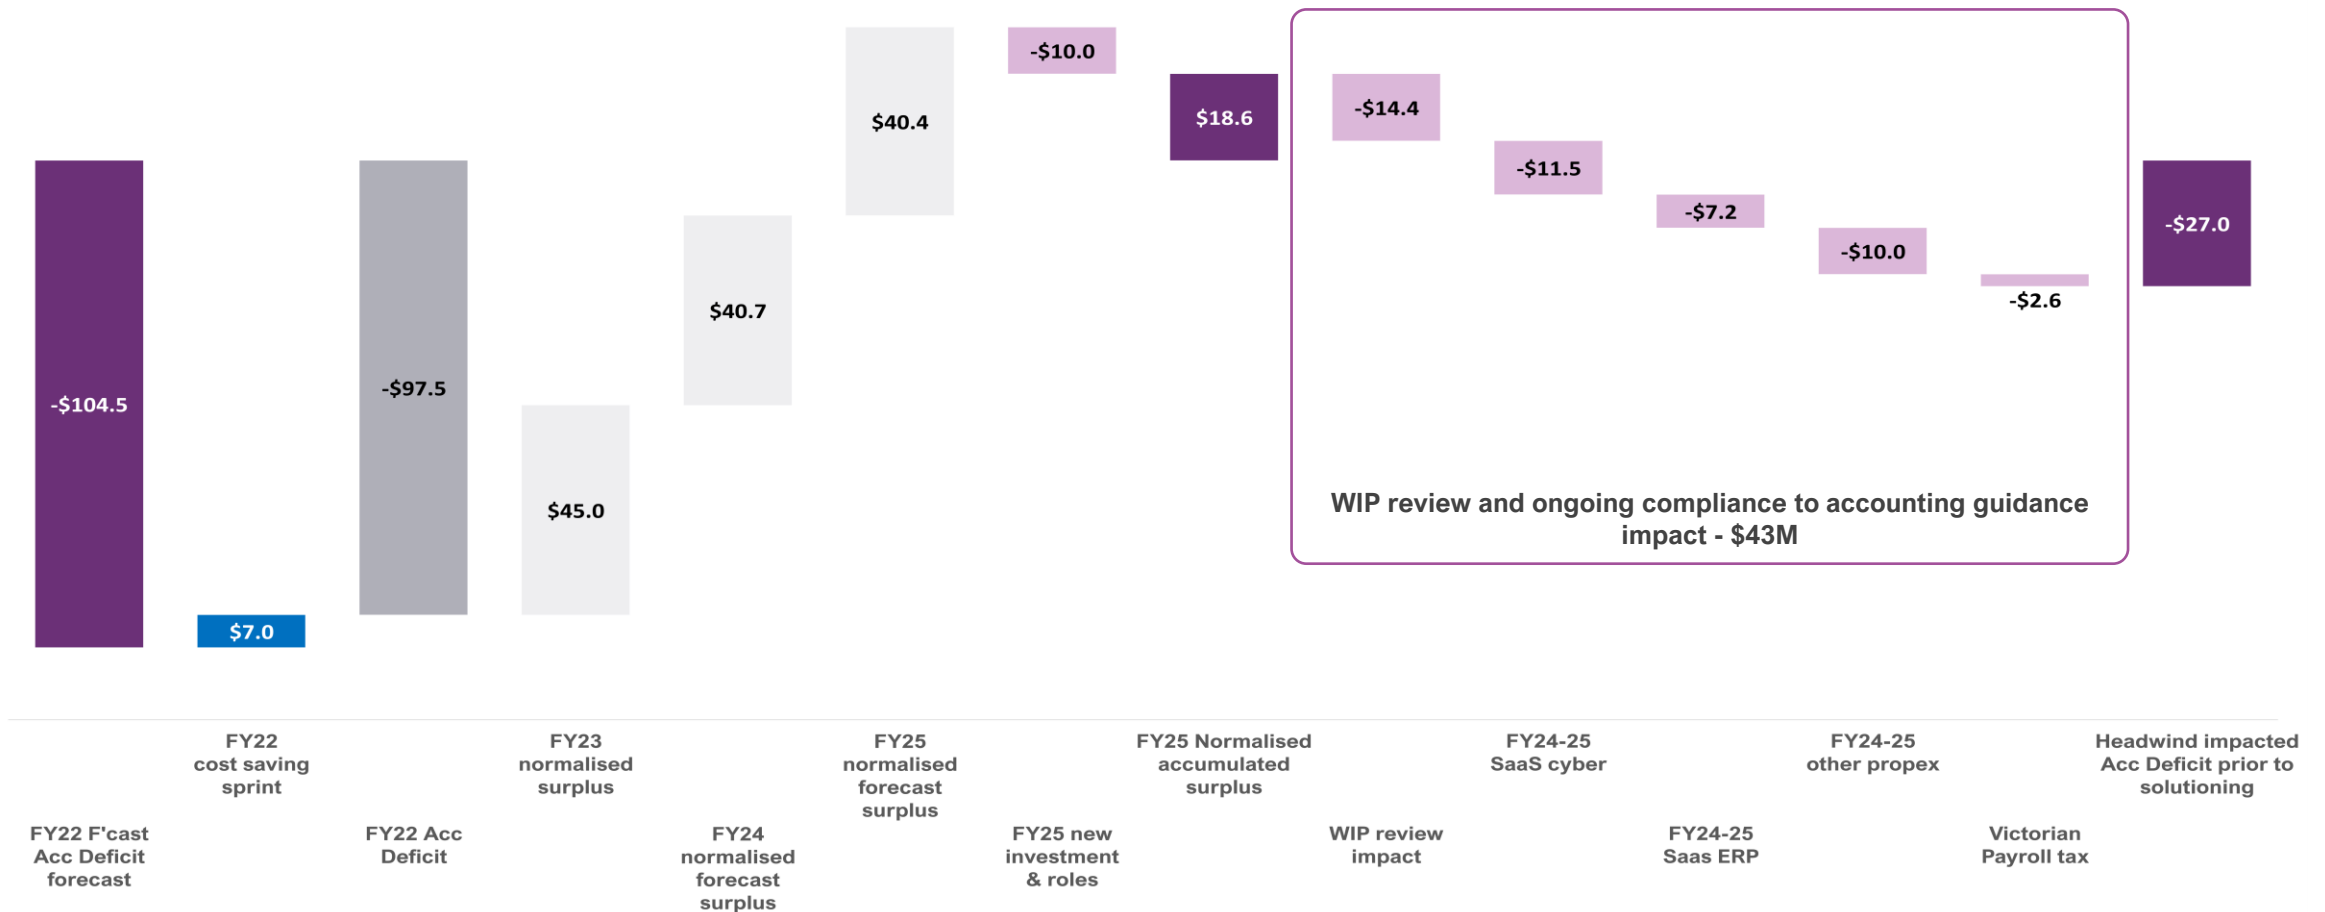 -$10.0
$40.4
$18.6
-$14.4
-$11.5
-$7.2
-$10.0
-$2.6
-$27.0
$40.7
-$104.5
-$97.5
$45.0
$7.0
WIP review and ongoing compliance to accounting guidance
impact - $43M
FY22 F'cast
Acc Deficit
forecast
FY22
cost saving
sprint
FY22 Acc
Deficit
FY23
normalised
surplus
FY24
normalised
forecast
surplus
FY25
normalised
forecast
surplus
FY25 new
investment
& roles
FY25 Normalised
accumulated
surplus
WIP review
impact
FY24-25
SaaS cyber
FY24-25
Saas ERP
FY24-25
other propex
Victorian
Payroll tax
Headwind impacted
Acc Deficit prior to
solutioning